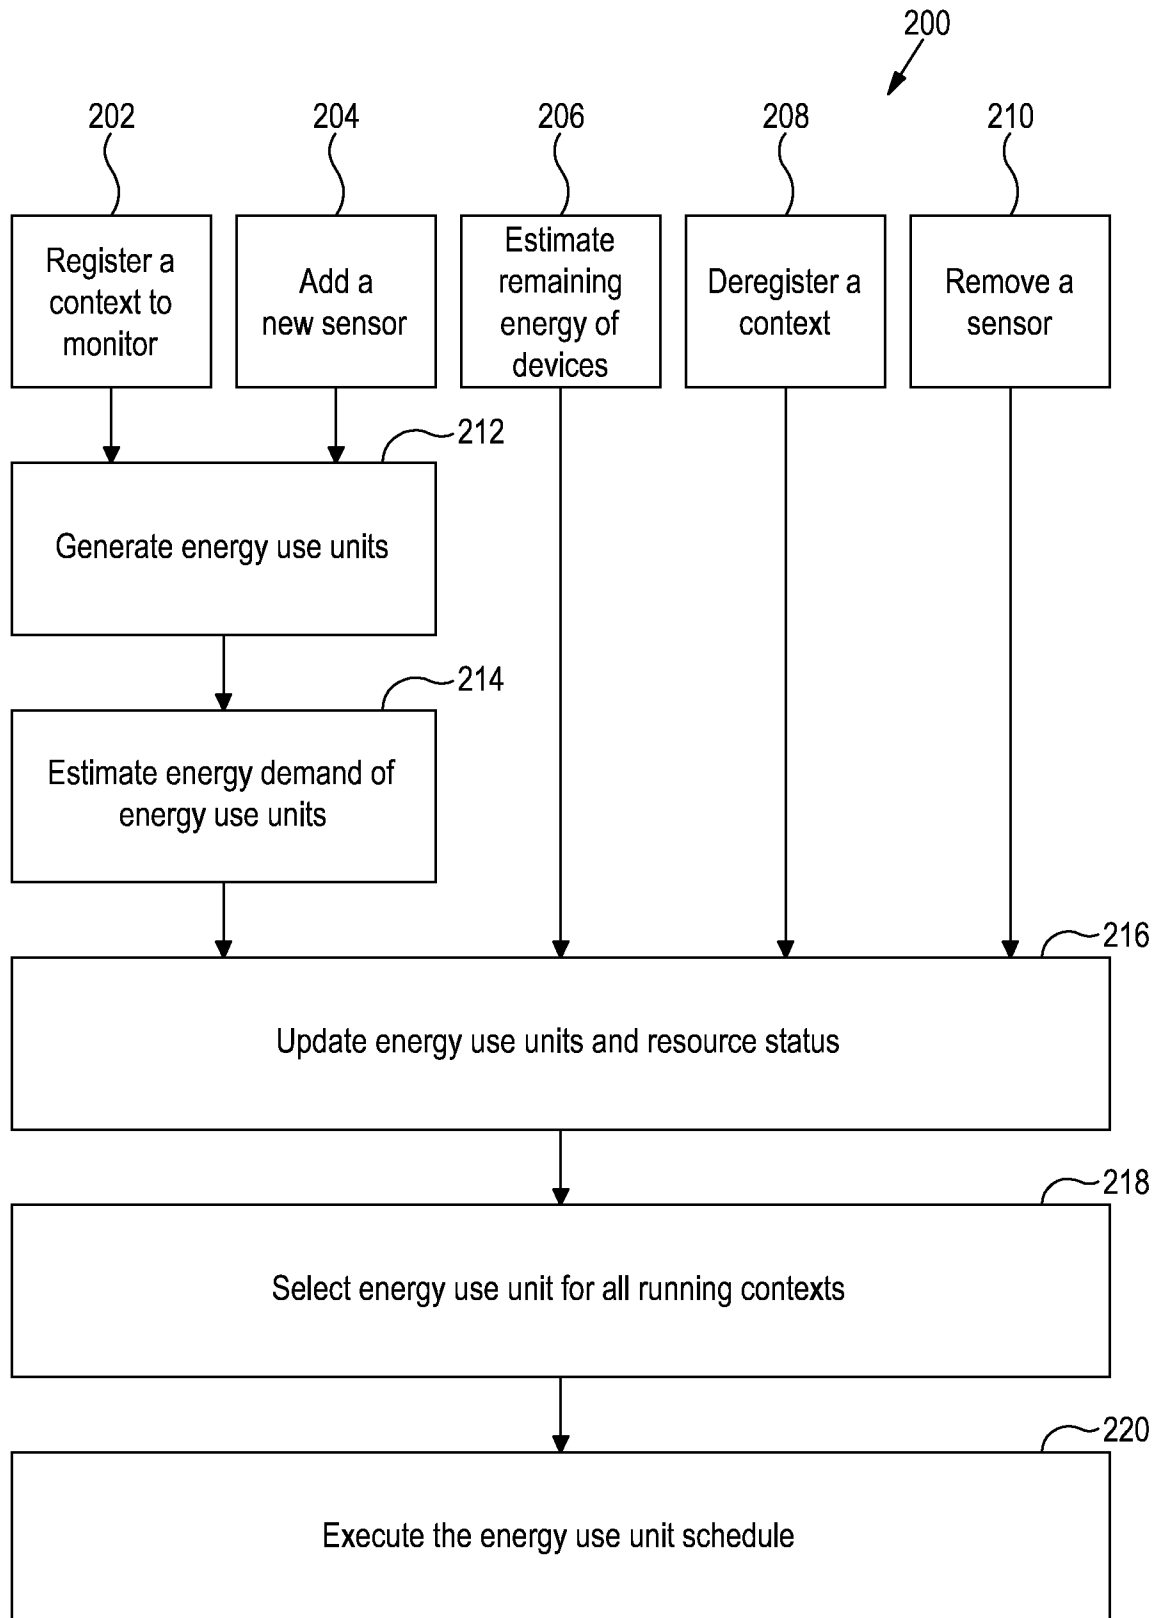 200
202
204
206
208
210
Register a
context to
monitor
Add a
new sensor
Estimate
remaining
energy of
devices
Deregister a
context
Remove a
sensor
212
Generate energy use units
214
Estimate energy demand of
energy use units
216
Update energy use units and resource status
218
Select energy use unit for all running contexts
220
Execute the energy use unit schedule